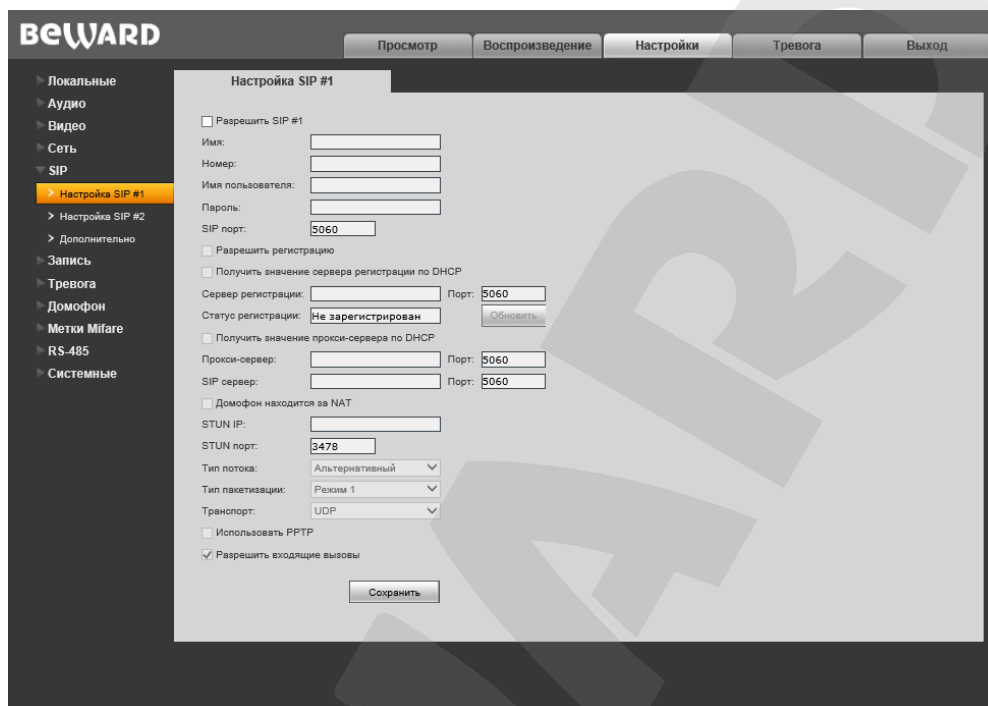 BEWARD
Просмотр Воспроизведение Настройки Тревога Выход
Локальные
Аудио
Видео
Сеть
SIP
Настройка SIP #1
Настройка SIP #2
Дополнительно
Запись
Тревога
Домофон
Метки Mifare
RS-485
Системные
Настройка SIP #1
Разрешить SIP #1
Имя:
Номер:
Имя пользователя:
Пароль:
SIP порт: 5060
Разрешить регистрацию
Получить значение сервера регистрации по DHCP
Сервер регистрации: Порт: 5060
Статус регистрации: Не зарегистрирован Обновить
Получить значение прокси-сервера по DHCP
Прокси-сервер: Порт: 5060
SIP сервер: Порт: 5060
Домофон находится за NAT
STUN IP:
STUN порт: 3478
Тип потока: Альтернативный
Тип пакетизации: Режим 1
Транспорт: UDP
Использовать PPTP
Разрешить входящие вызовы
Сохранить